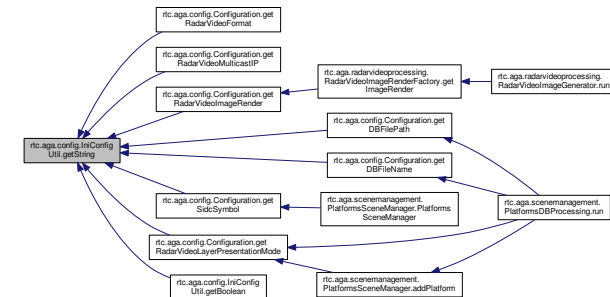 rtc.aga.config.Configuration.get
RadarVideoFormat
rtc.aga.config.Configuration.get
RadarVideoMulticastIP
rtc.aga.config.Configuration.get
RadarVideoImageRender
rtc.aga.radarvideoprocessing.
RadarVideoImageRenderFactory.get
ImageRender
rtc.aga.radarvideoprocessing.
RadarVideoImageGenerator.run
rtc.aga.config.IniConfig
Util.getString
rtc.aga.config.Configuration.get
DBFilePath
rtc.aga.config.Configuration.get
DBFileName
rtc.aga.config.Configuration.get
SidcSymbol
rtc.aga.scenemanagement.
PlatformsSceneManager.Platforms
SceneManager
rtc.aga.scenemanagement.
PlatformsDBProcessing.run
rtc.aga.config.Configuration.get
RadarVideoLayerPresentationMode
rtc.aga.scenemanagement.
PlatformsSceneManager.addPlatform
rtc.aga.config.IniConfig
Util.getBoolean